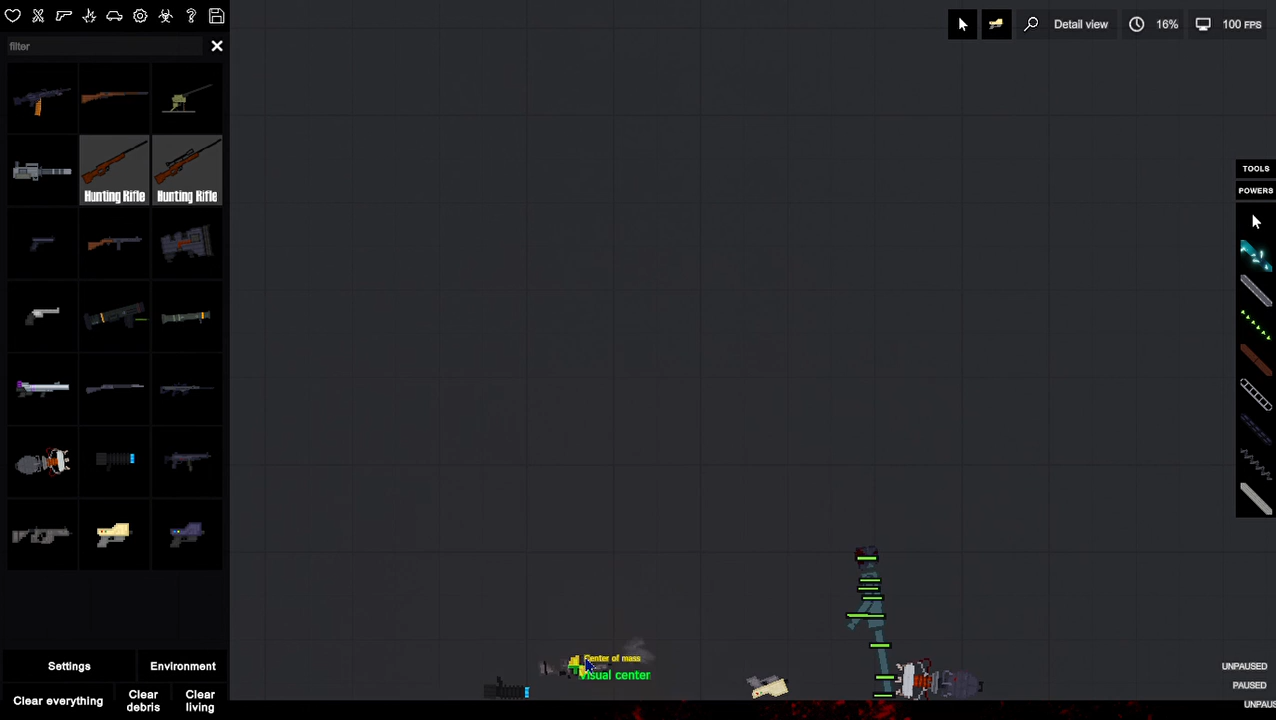 filter
Detail view
16%
100 FPS
TOOLS
POWERS
Hunting Rifle
Hunting Rifle
Center of mass
Visual center
Settings
Environment
Clear everything
Clear debris
Clear living
UNPAUSED
PAUSED
UNPAUS